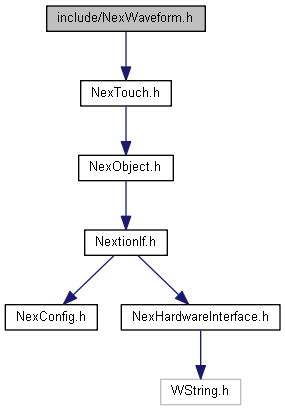 include/NexWaveform.h
NexTouch.h
NexObject.h
NextionIf.h
NexConfig.h
NexHardwareInterface.h
WString.h